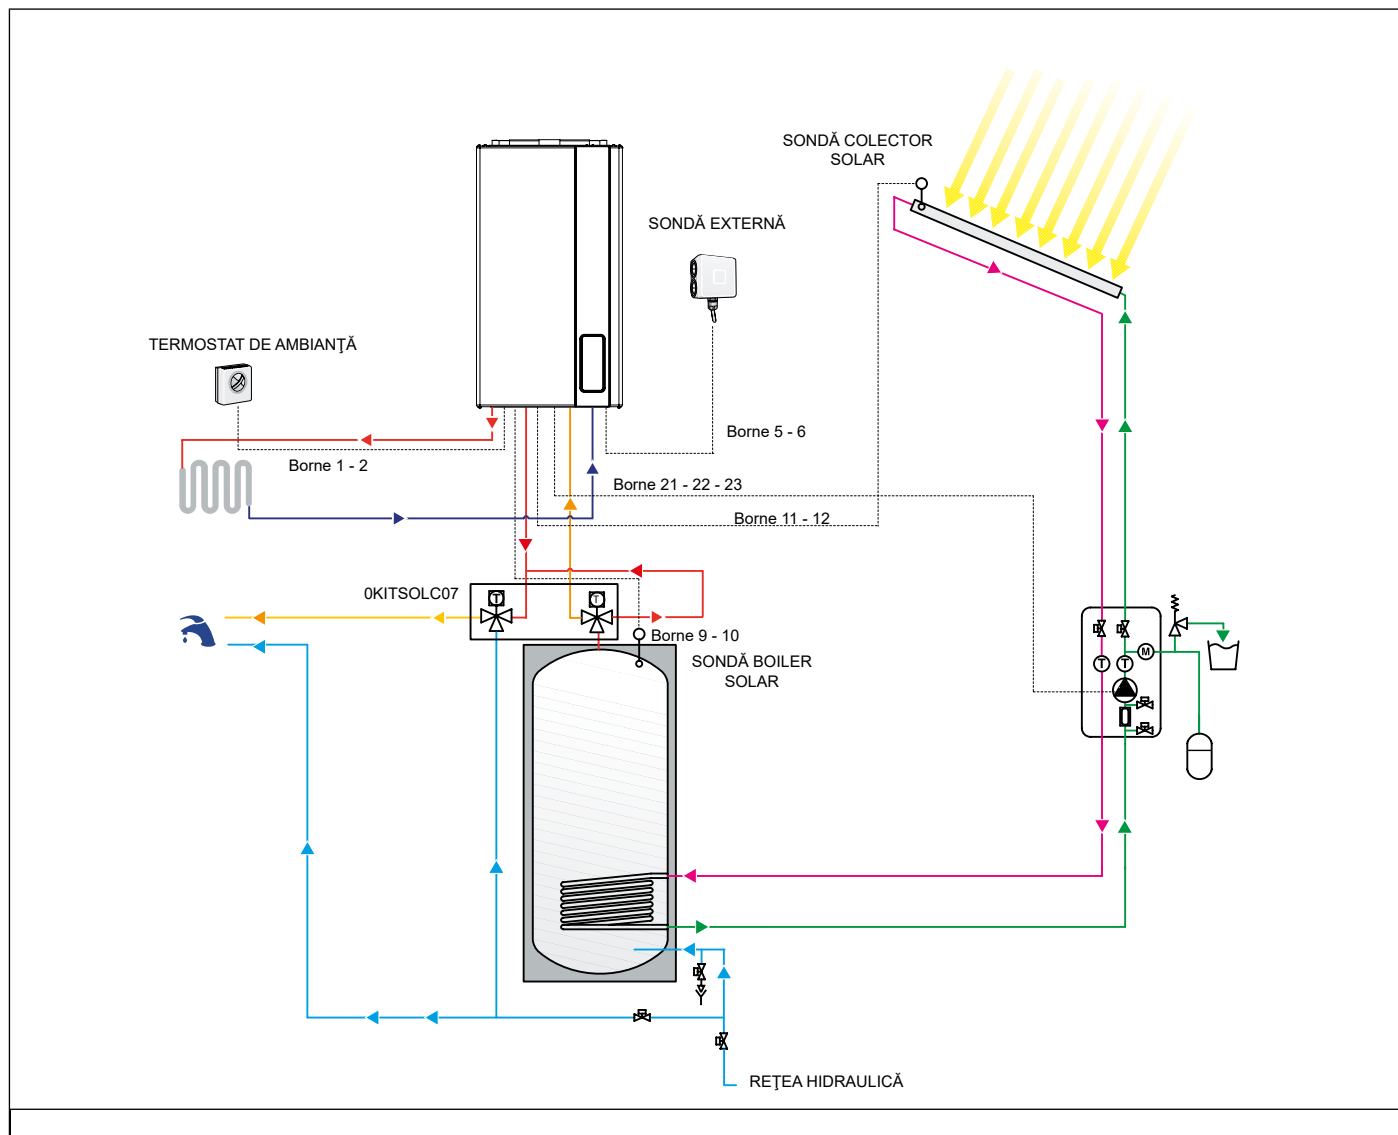 SONDĂ COLECTOR
SOLAR
SONDĂ EXTERNĂ
TERMOSTAT DE AMBIANŢĂ
Borne 5 - 6
Borne 1 - 2
Borne 21 - 22 - 23
Borne 11 - 12
0KITSOLC07
T
T
Borne 9 - 10
SONDĂ BOILER
SOLAR
M
T
T
REŢEA HIDRAULICĂ